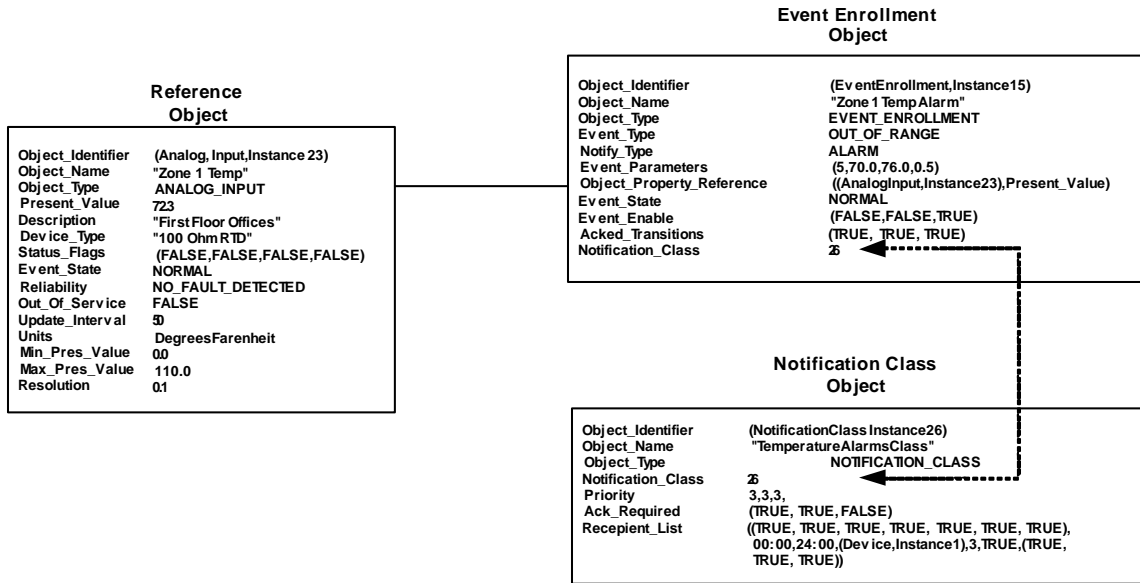 Reference
Object
Object_Identifier (Analog, Input,Instance 23)
Object_Name "Zone 1 Temp"
Object_Type ANALOG_INPUT
Present_Value 72.3
Description "First Floor Offices"
Device_Type "100 Ohm RTD"
Status_Flags (FALSE,FALSE,FALSE,FALSE)
Event_State NORMAL
Reliability NO_FAULT_DETECTED
Out_Of_Service FALSE
Update_Interval 50
Units DegreesFarenheit
Min_Pres_Value 0.0
Max_Pres_Value 110.0
Resolution 0.1
Event Enrollment
Object
Object_Identifier (EventEnrollment,Instance15)
Object_Name "Zone 1 Temp Alarm"
Object_Type EVENT_ENROLLMENT
Event_Type OUT_OF_RANGE
Notify_Type ALARM
Event_Parameters (5,70.0,76.0,0.5)
Object_Property_Reference ((AnalogInput,Instance23),Present_Value)
Event_State NORMAL
Event_Enable (FALSE,FALSE,TRUE)
Acked_Transitions (TRUE, TRUE, TRUE)
Notification_Class 26
Notification Class
Object
Object_Identifier (NotificationClass Instance26)
Object_Name "TemperatureAlarmsClass"
Object_Type NOTIFICATION_CLASS
Notification_Class 26
Priority 3,3,3,
Ack_Required (TRUE, TRUE, FALSE)
Recepient_List ((TRUE, TRUE, TRUE, TRUE, TRUE, TRUE, TRUE),
00:00,24:00,(Device,Instance1),3,TRUE,(TRUE,
TRUE, TRUE))